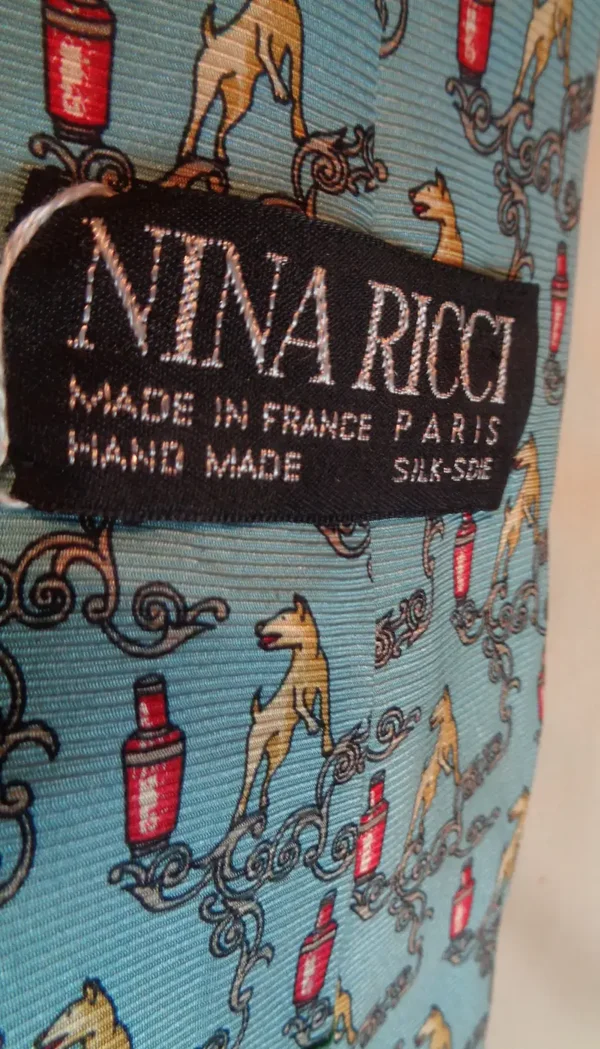 NINA RICCI
MADE IN FRANCE PARIS
HAND MADE SILK-SOIE